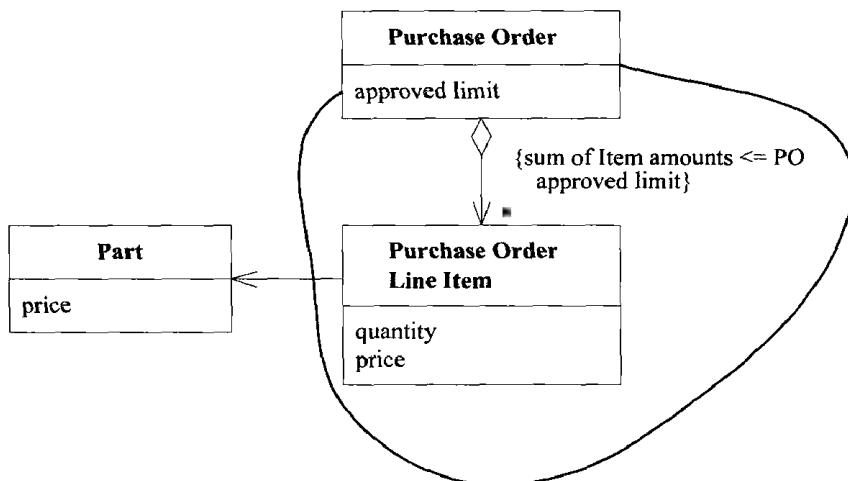 Purchase Order
approved limit
{sum of Item amounts <= PO
approved limit}
Part
price
Purchase Order
Line Item
quantity
price